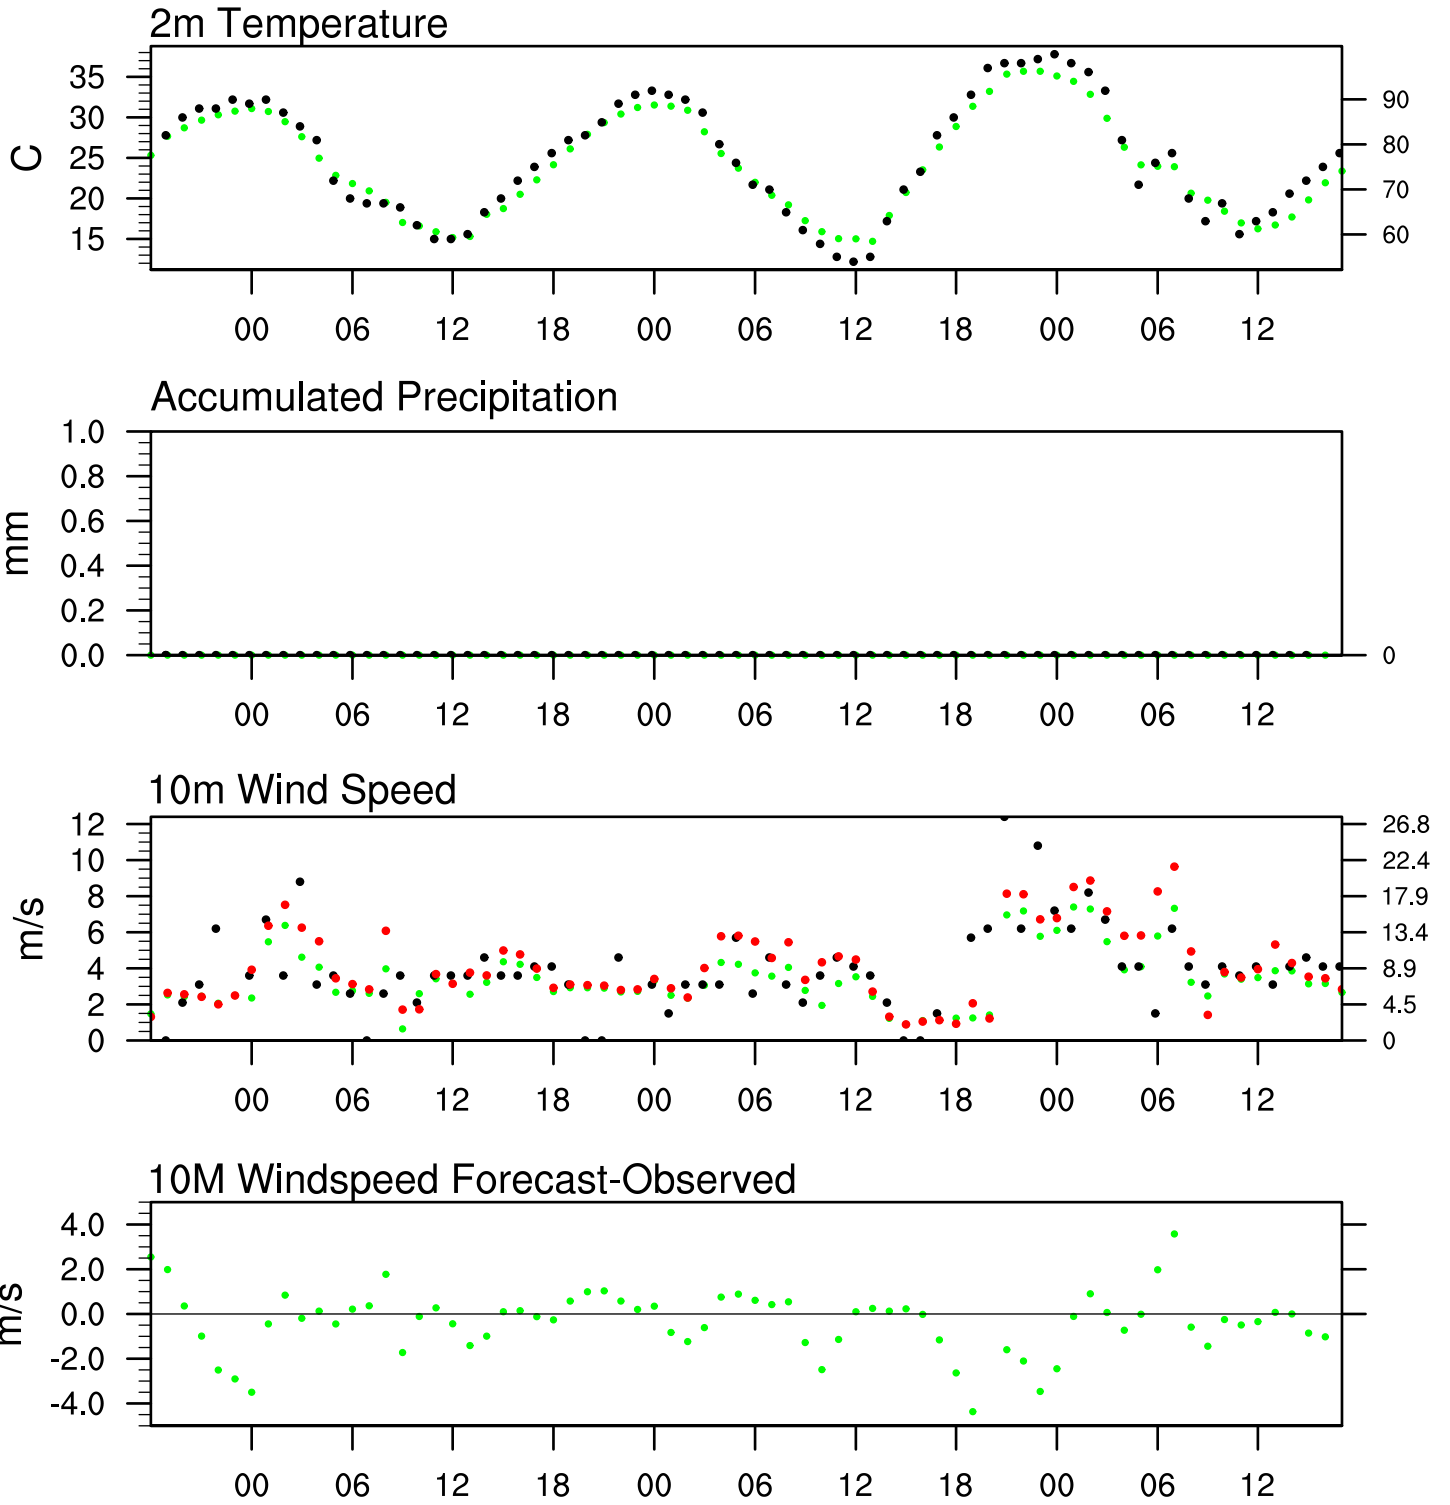 2m Temperature
C
35
30
25
20
15
90
80
70
60
00 06 12 18 00 06 12 18 00 06 12
Accumulated Precipitation
mm
1.0
0.8
0.6
0.4
0.2
0.0
0
00 06 12 18 00 06 12 18 00 06 12
10m Wind Speed
m/s
12
10
8
6
4
2
0
26.8
22.4
17.9
13.4
8.9
4.5
0
00 06 12 18 00 06 12 18 00 06 12
10M Windspeed Forecast-Observed
m/s
4.0
2.0
0.0
-2.0
-4.0
00 06 12 18 00 06 12 18 00 06 12